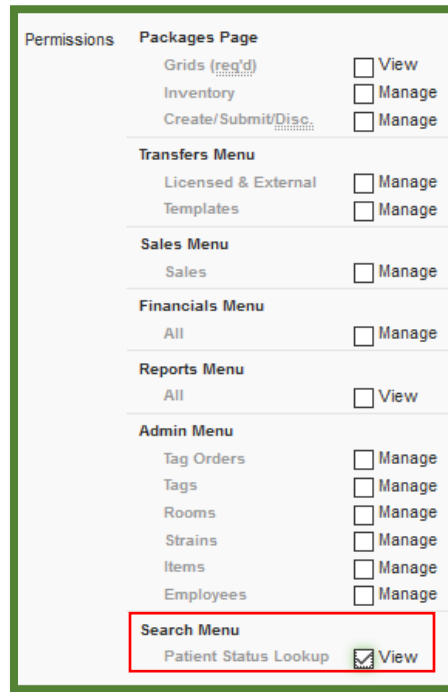 Permissions Packages Page
Grids (req'd) View
Inventory Manage
Create/Submit/Disc. Manage
Transfers Menu
Licensed & External Manage
Templates Manage
Sales Menu
Sales Manage
Financials Menu
All Manage
Reports Menu
All View
Admin Menu
Tag Orders Manage
Tags Manage
Rooms Manage
Strains Manage
Items Manage
Employees Manage
Search Menu
Patient Status Lookup View